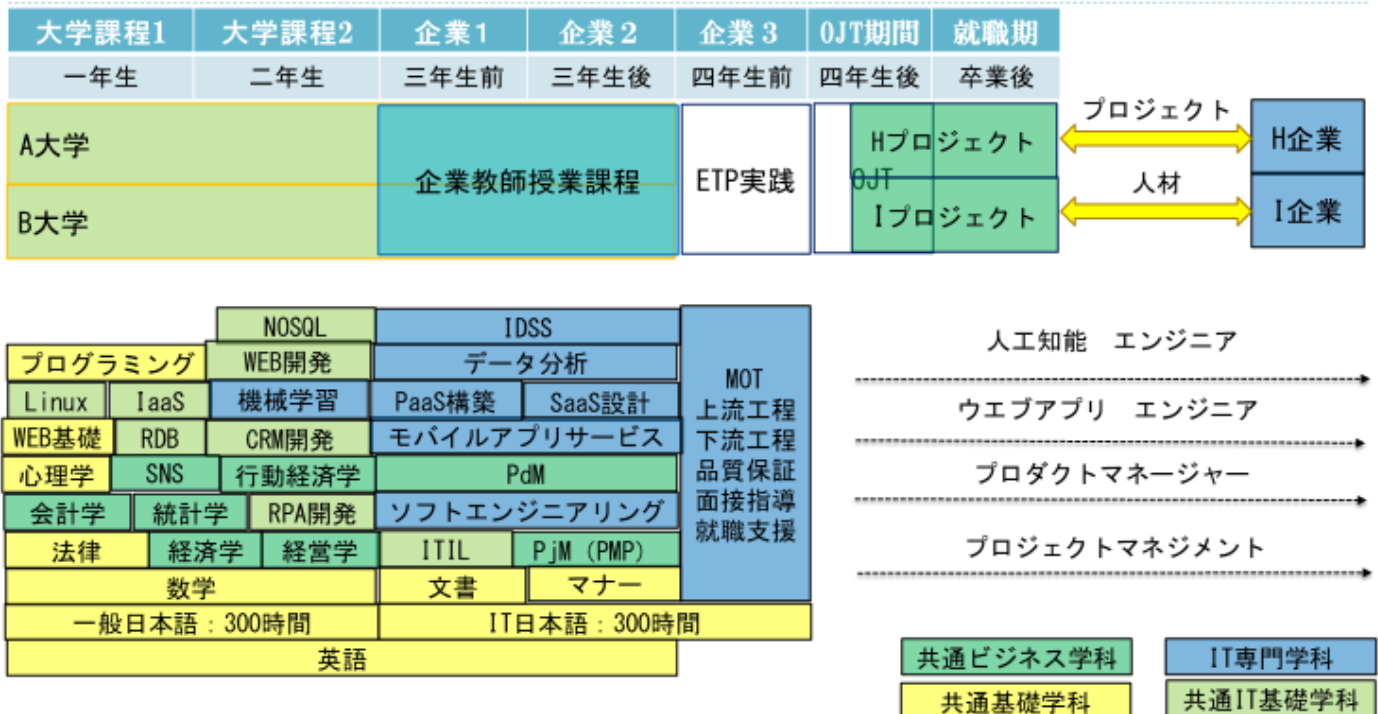 大学課程1 大学課程2 企業1 企業2 企業3 OJT期間 就職期
一年生 二年生 三年生前 三年生後 四年生前 四年生後 卒業後
A大学
B大学
企業教師授業課程
ETP実践
OJT
Hプロジェクト
Iプロジェクト
プロジェクト
人材
H企業
I企業
NOSQL IDSS
プログラミング WEB開発 データ分析
Linux IaaS 機械学習 PaaS構築 SaaS設計
WEB基礎 RDB CRM開発 モバイルアプリサービス
心理学 SNS 行動経済学 PdM
会計学 統計学 RPA開発 ソフトエンジニアリング
法律 経済学 経営学 ITIL PjM (PMP)
数学 文書 マナー
一般日本語:300時間 IT日本語:300時間
英語
MOT
上流工程
下流工程
品質保証
面接指導
就職支援
人工知能 エンジニア
ウエブアプリ エンジニア
プロダクトマネージャー
プロジェクトマネジメント
共通ビジネス学科 IT専門学科
共通基礎学科 共通IT基礎学科